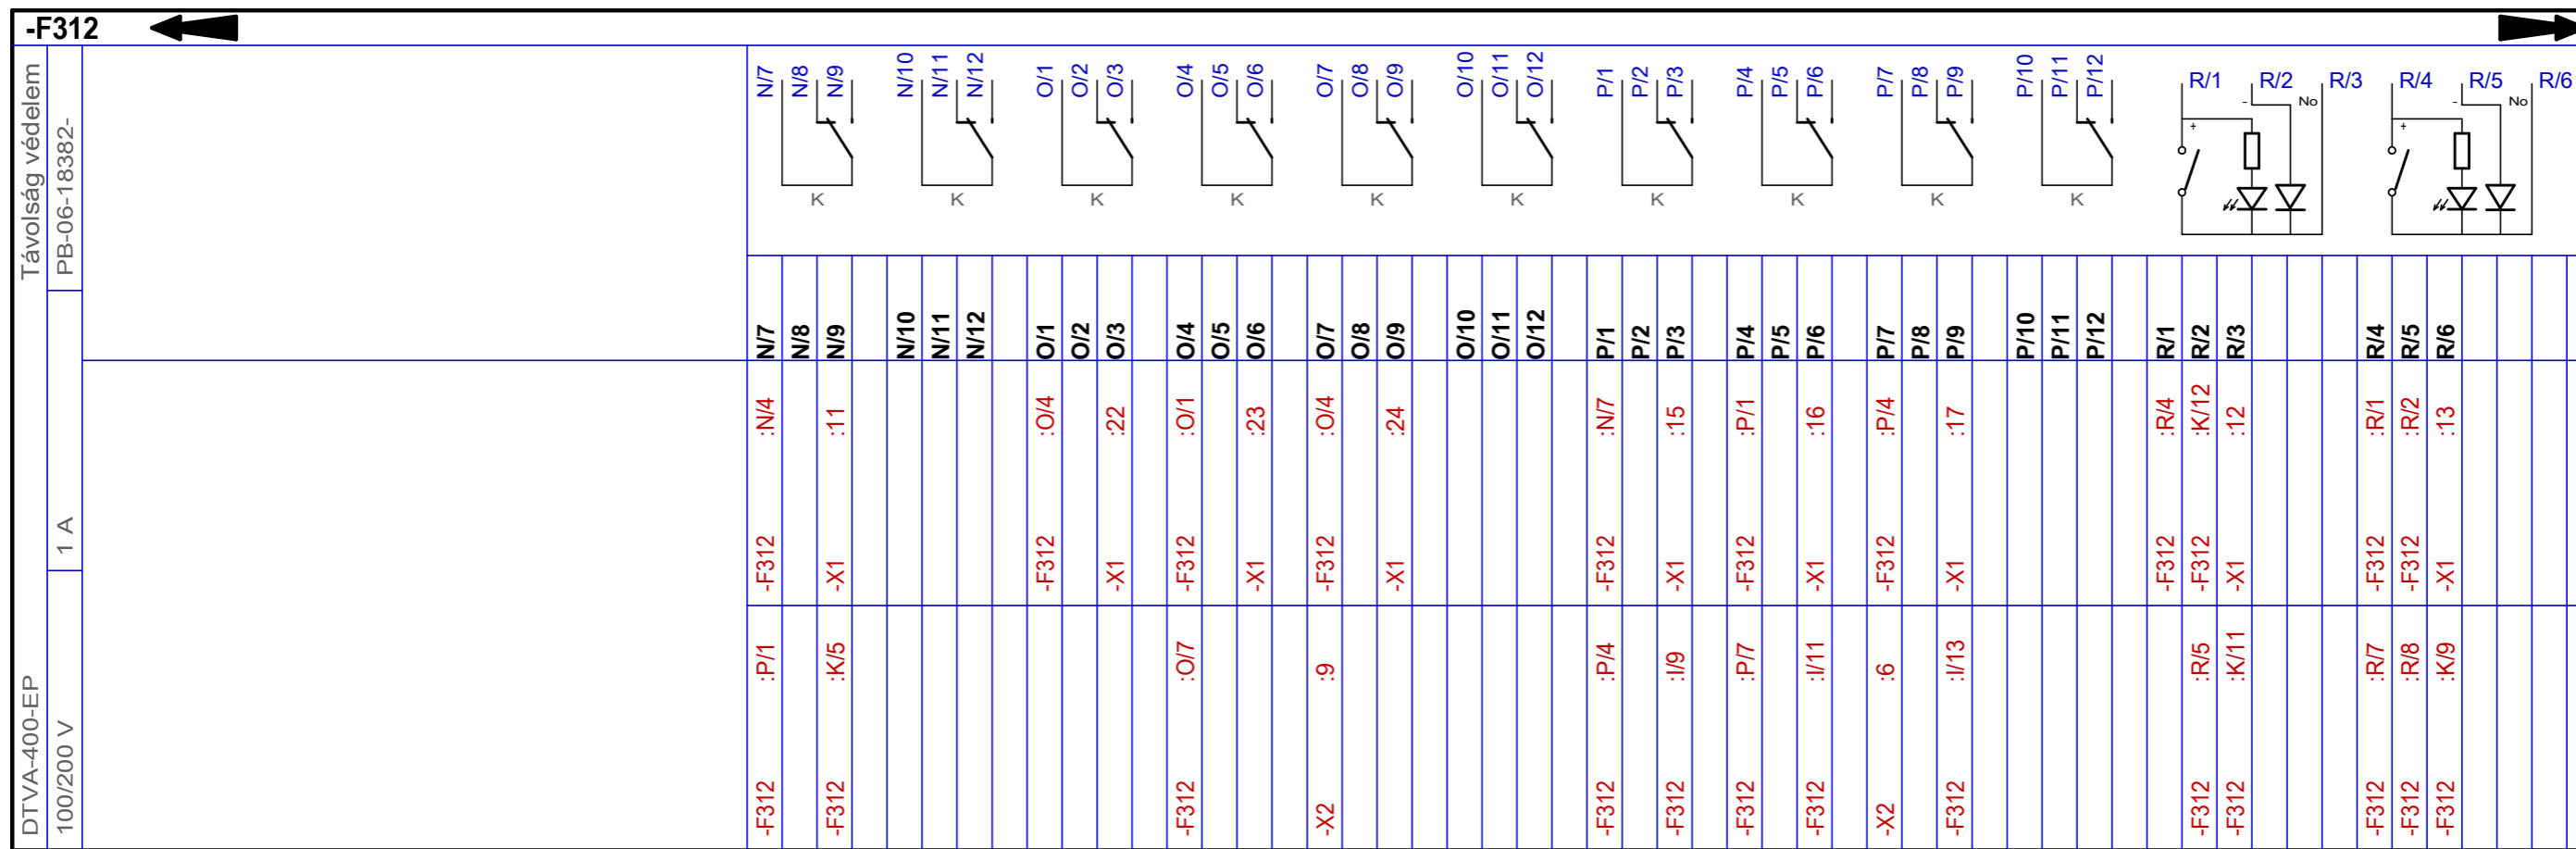 -F312
Távolság védelem
DTVA-400-EP
PB-06-18382-
1 A
100/200 V
N/7 N/8 N/9 N/10 N/11 N/12 O/1 O/2 O/3 O/4 O/5 O/6 O/7 O/8 O/9 O/10 O/11 O/12 P/1 P/2 P/3 P/4 P/5 P/6 P/7 P/8 P/9 P/10 P/11 P/12 R/1 R/2 R/3 R/4 R/5 R/6
- No - No
+ +
K K K K K K K K K K
N/7 N/8 N/9 N/10 N/11 N/12 O/1 O/2 O/3 O/4 O/5 O/6 O/7 O/8 O/9 O/10 O/11 O/12 P/1 P/2 P/3 P/4 P/5 P/6 P/7 P/8 P/9 P/10 P/11 P/12 R/1 R/2 R/3 R/4 R/5 R/6
:N/4 :11 :O/4 :22 :O/1 :23 :O/4 :24 :N/7 :15 :P/1 :16 :P/4 :17 :R/4 :K/12 :12 :R/1 :R/2 :13
-F312 -X1 -F312 -X1 -F312 -X1 -F312 -X1 -F312 -X1 -F312 -X1 -F312 -X1 -F312 -F312 -X1 -F312 -F312 -X1
:P/1 :K/5 :O/7 :9 :P/4 :I/9 :P/7 :I/11 :6 :I/13 :R/5 :K/11 :R/7 :R/8 :K/9
-F312 -F312 -F312 -X2 -F312 -F312 -F312 -F312 -X2 -F312 -F312 -F312 -F312 -F312 -F312